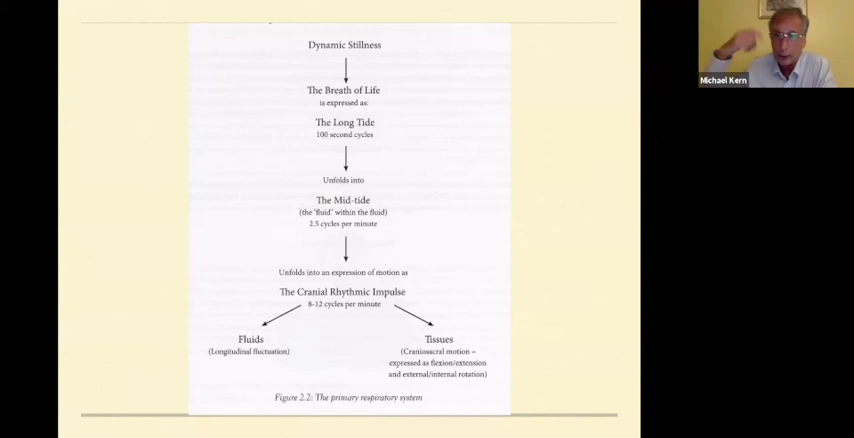 Dynamic Stillness
The Breath of Life
is expressed as:
The Long Tide
100 second cycles
Unfolds into
The Mid-tide
(the 'fluid' within the fluid)
2.5 cycles per minute
Unfolds into an expression of motion as
The Cranial Rhythmic Impulse
8-12 cycles per minute
Fluids
(Longitudinal fluctuation)
Tissues
(Craniosacral motion –
expressed as flexion/extension
and external/internal rotation)
Figure 2.2: The primary respiratory system
Michael Kern